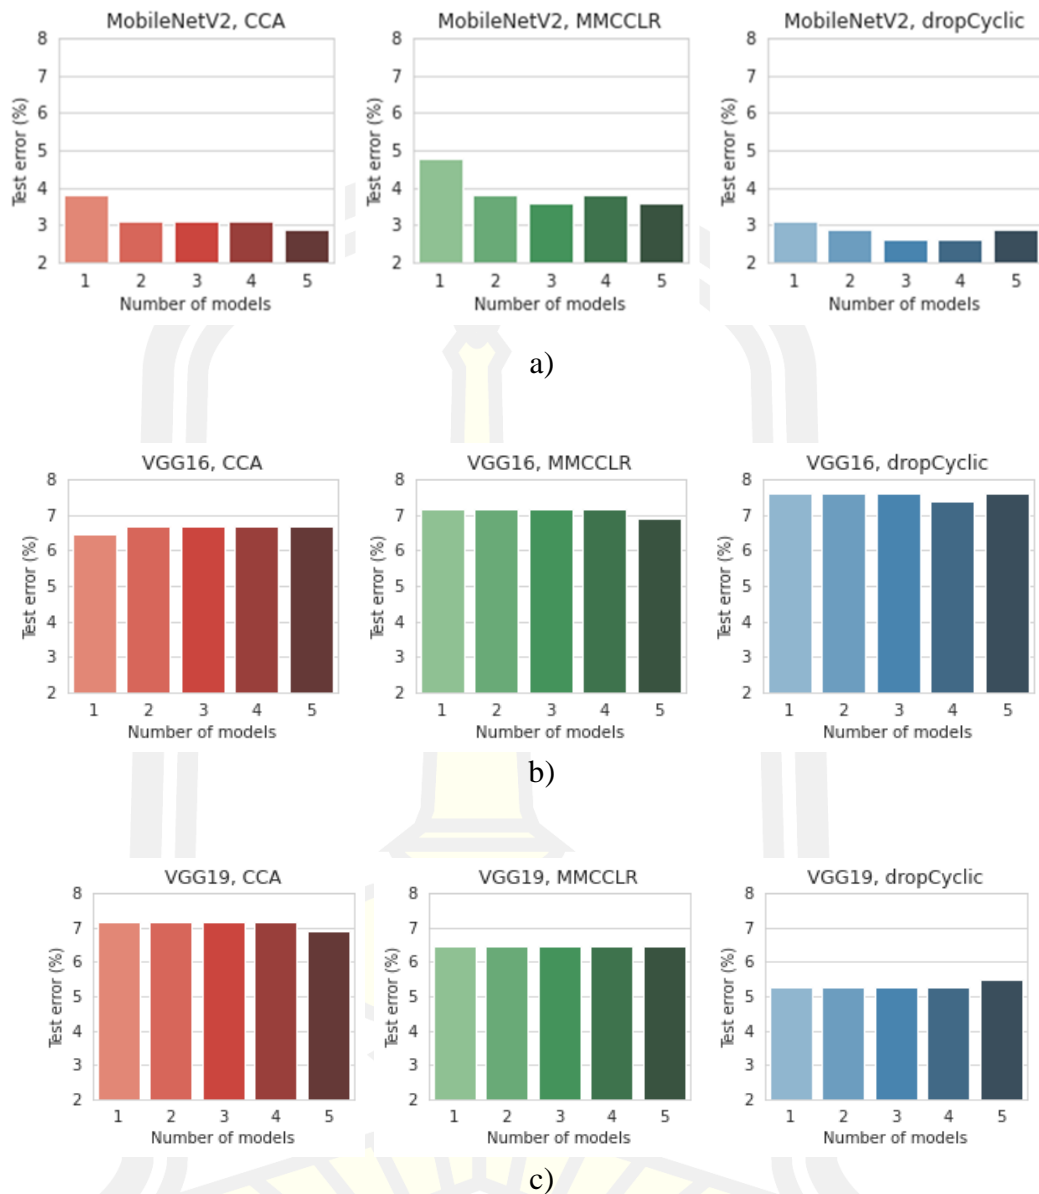 MobileNetV2, CCA
MobileNetV2, MMCCLR
MobileNetV2, dropCyclic
Test error (%)
8
7
6
5
4
3
2
1 2 3 4 5
Number of models
Test error (%)
8
7
6
5
4
3
2
1 2 3 4 5
Number of models
Test error (%)
8
7
6
5
4
3
2
1 2 3 4 5
Number of models
a)
VGG16, CCA
VGG16, MMCCLR
VGG16, dropCyclic
Test error (%)
8
7
6
5
4
3
2
1 2 3 4 5
Number of models
Test error (%)
8
7
6
5
4
3
2
1 2 3 4 5
Number of models
Test error (%)
8
7
6
5
4
3
2
1 2 3 4 5
Number of models
b)
VGG19, CCA
VGG19, MMCCLR
VGG19, dropCyclic
Test error (%)
8
7
6
5
4
3
2
1 2 3 4 5
Number of models
Test error (%)
8
7
6
5
4
3
2
1 2 3 4 5
Number of models
Test error (%)
8
7
6
5
4
3
2
1 2 3 4 5
Number of models
c)